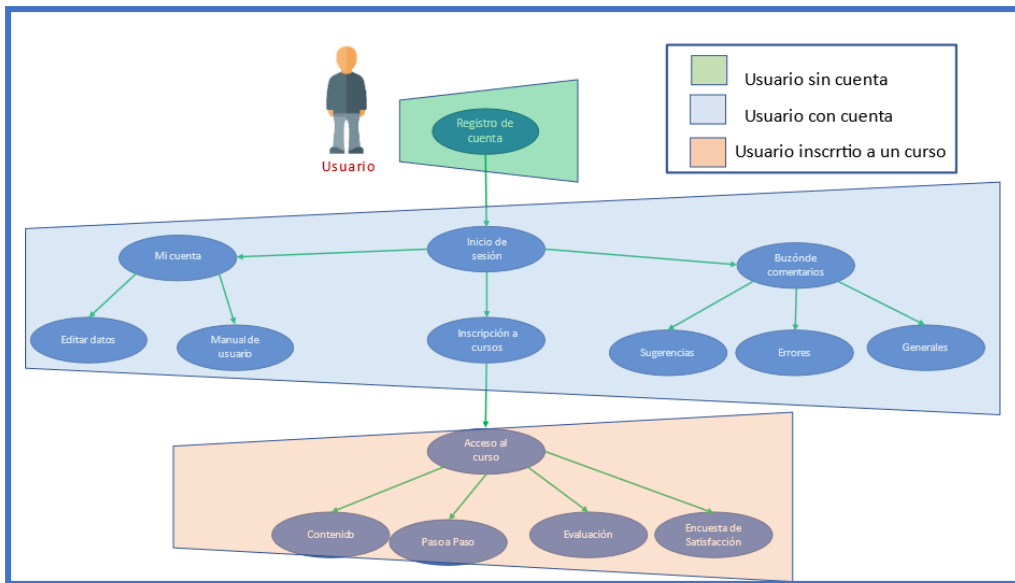 Usuario
Usuario sin cuenta
Usuario con cuenta
Usuario inscrrtio a un curso
Registro de
cuenta
Inicio de
sesión
Mi cuenta
Buzónde
comentarios
Editar datos
Manual de
usuario
Inscripción a
cursos
Sugerencias
Errores
Generales
Acceso al
curso
Contenido
Paso a Paso
Evaluación
Encuesta de
Satisfacción